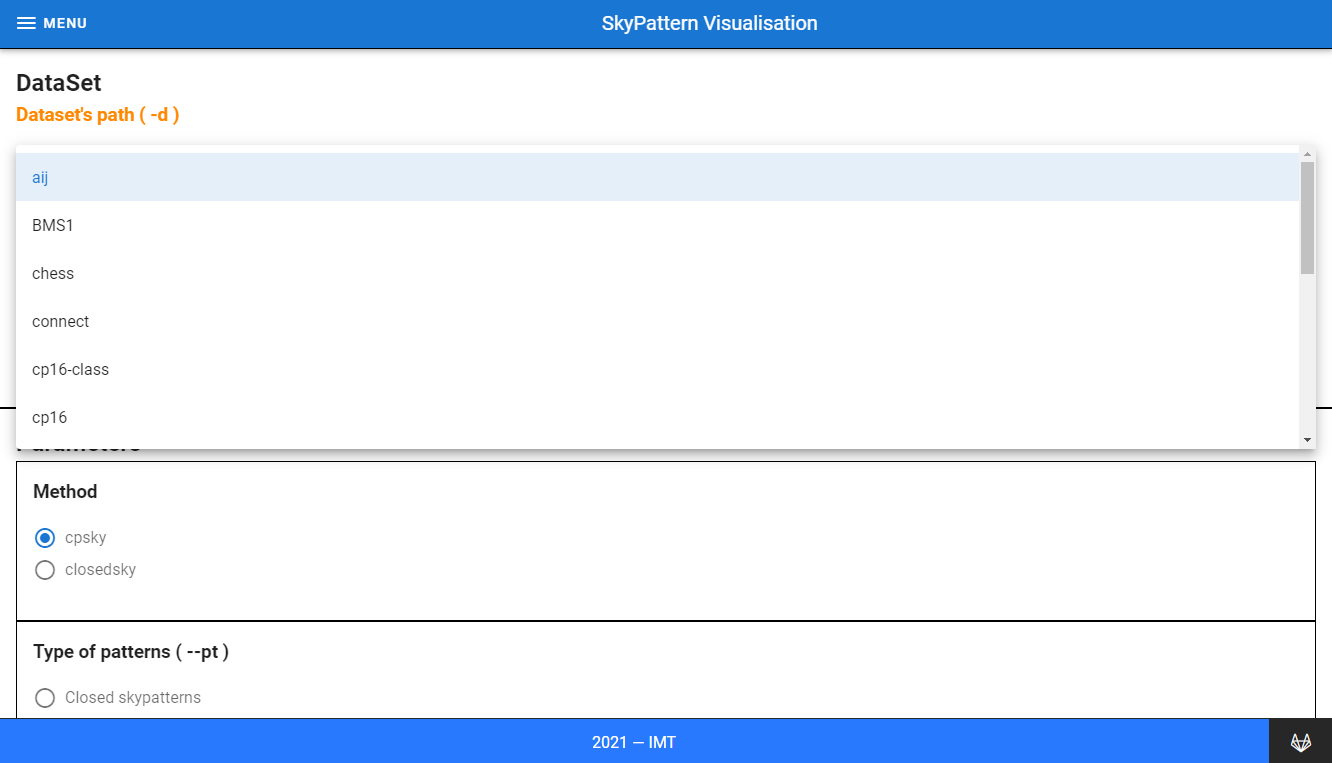 MENU
SkyPattern Visualisation
DataSet
Dataset's path ( -d )
aij
BMS1
chess
connect
cp16-class
cp16
Method
cpsky
closedsky
Type of patterns ( --pt )
Closed skypatterns
2021 — IMT